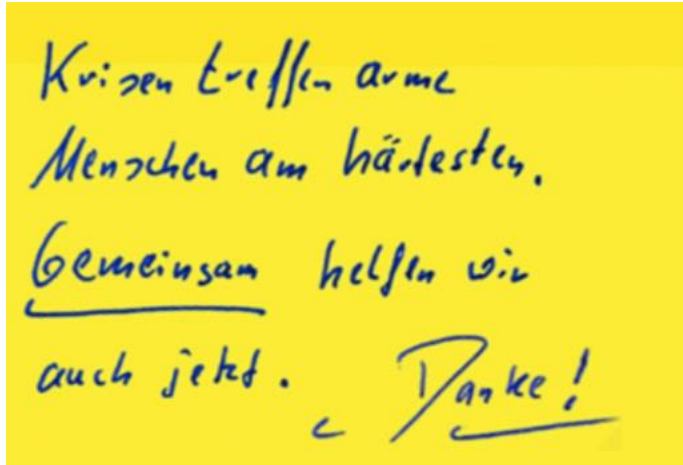 Krisen treffen arme
Menschen am härtesten.
Gemeinsam helfen wir
auch jetzt. Danke!